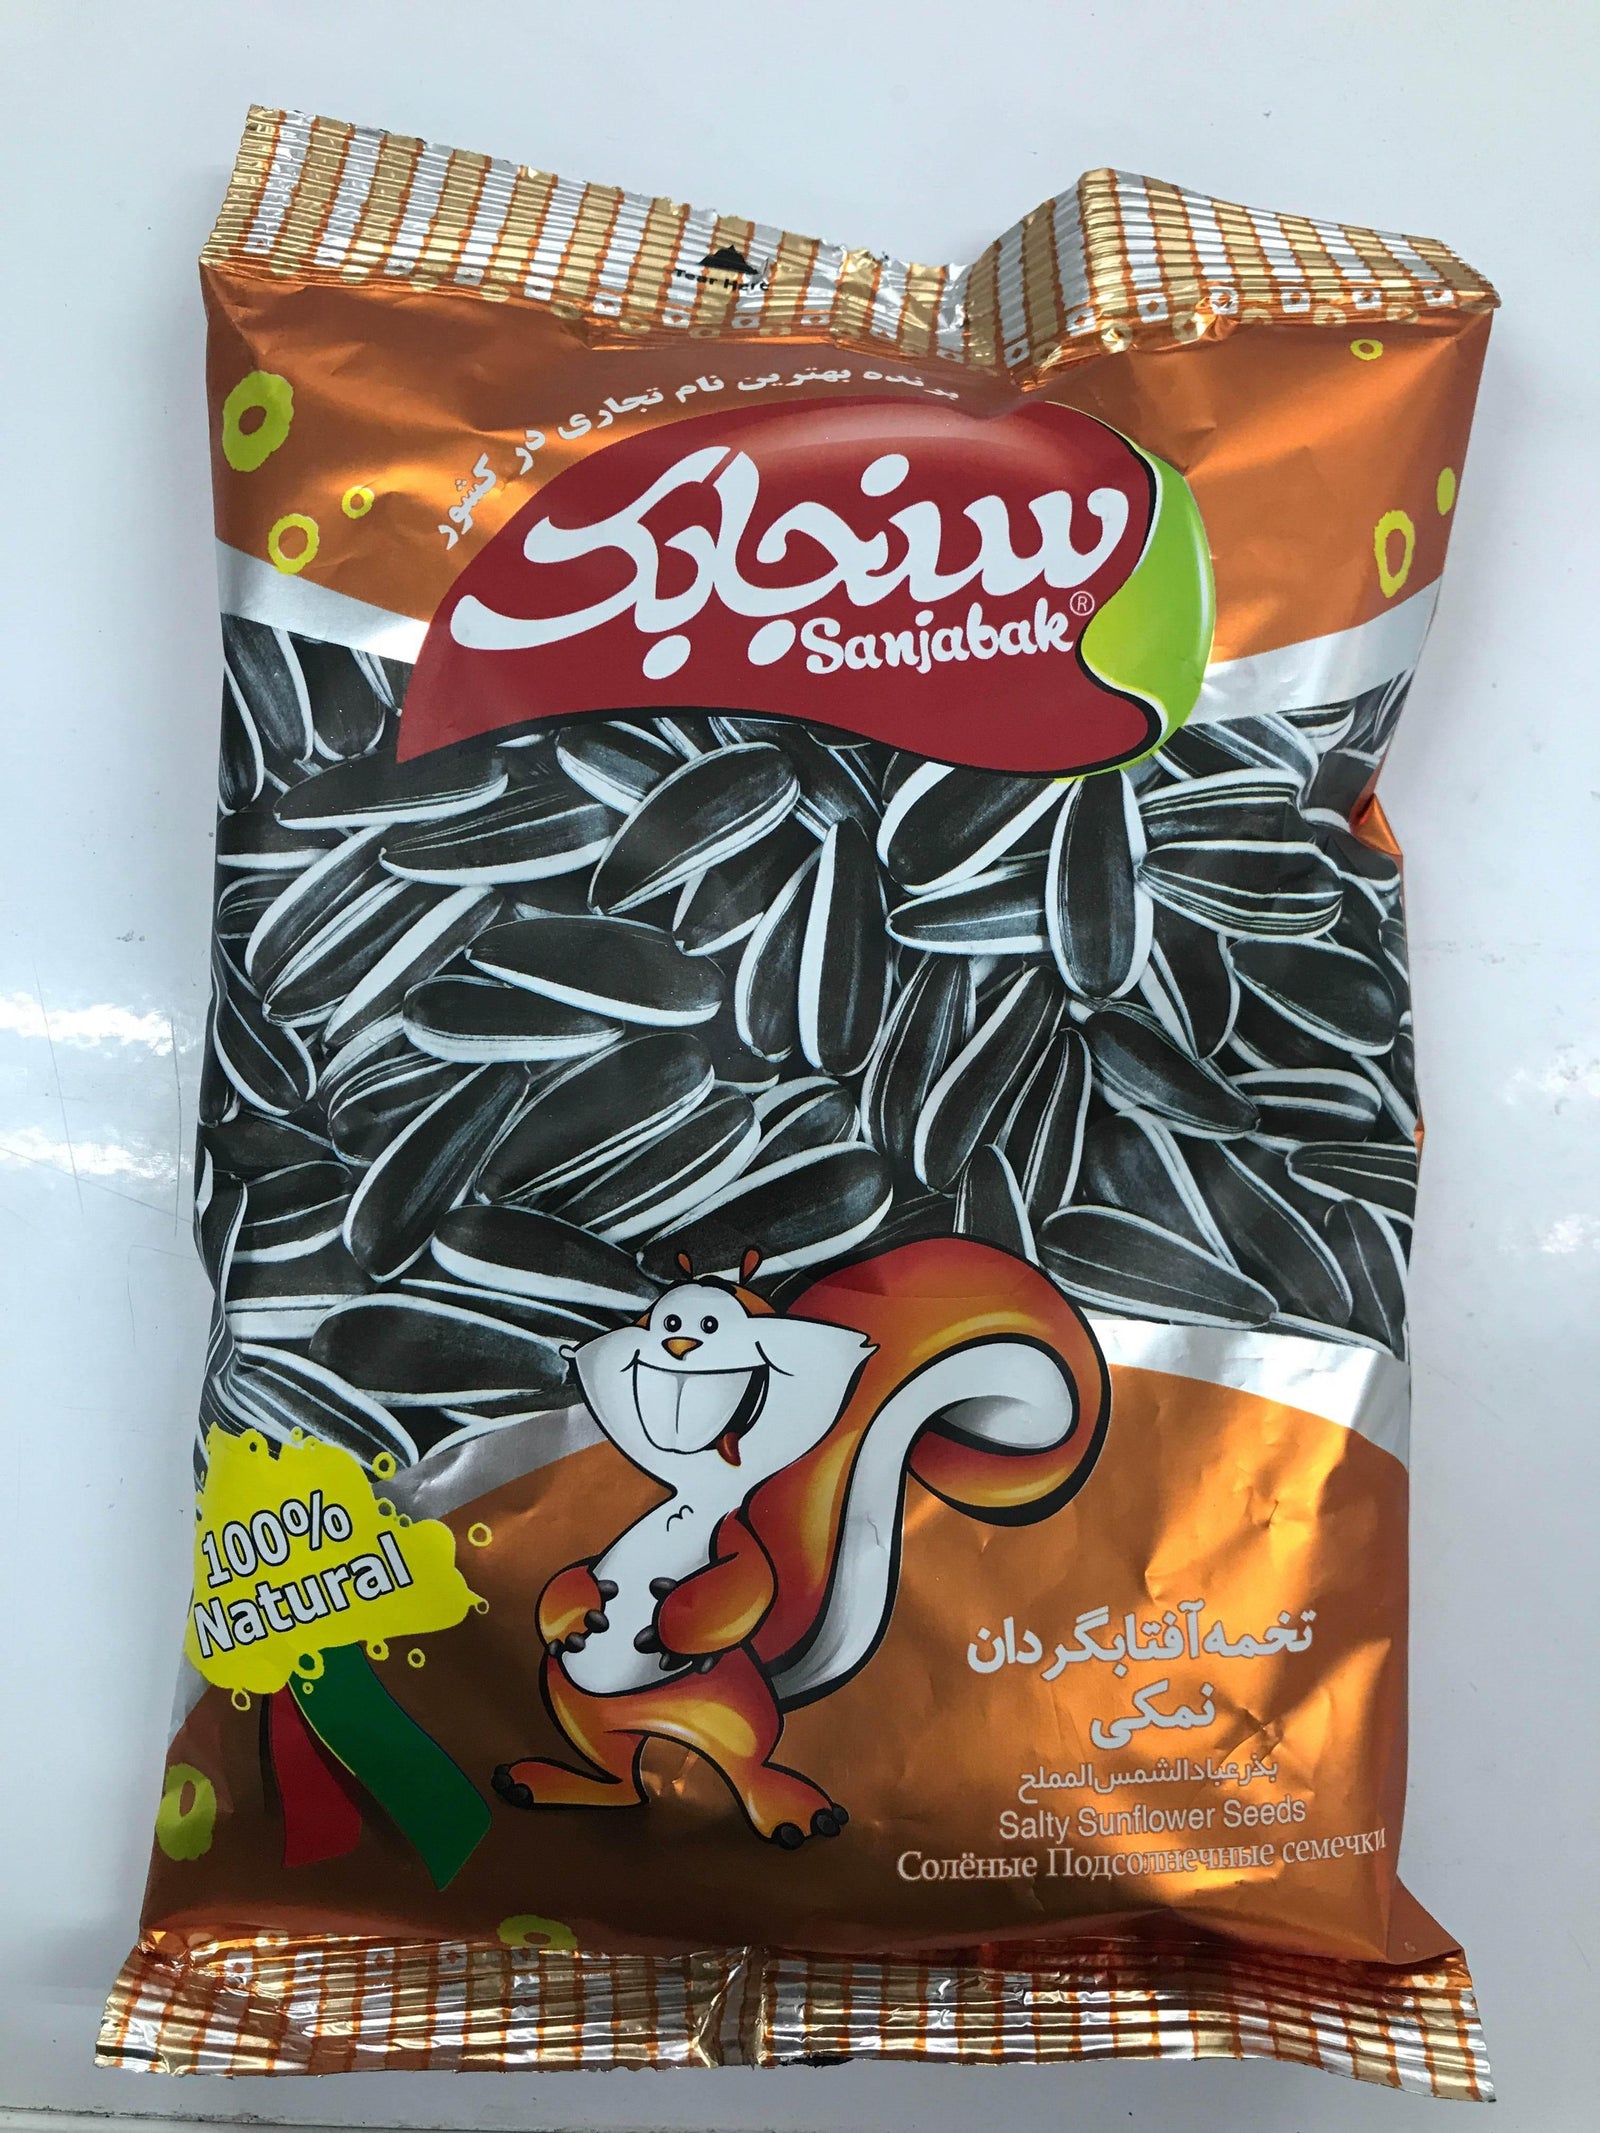 Tear Here
برنده بهترین نام تجاری در کشور
سنجابک
Sanjabak®
100%
Natural
تخمه آفتابگردان
نمکی
بذر عباد الشمس المملح
Salty Sunflower Seeds
Солёные Подсолнечные семечки